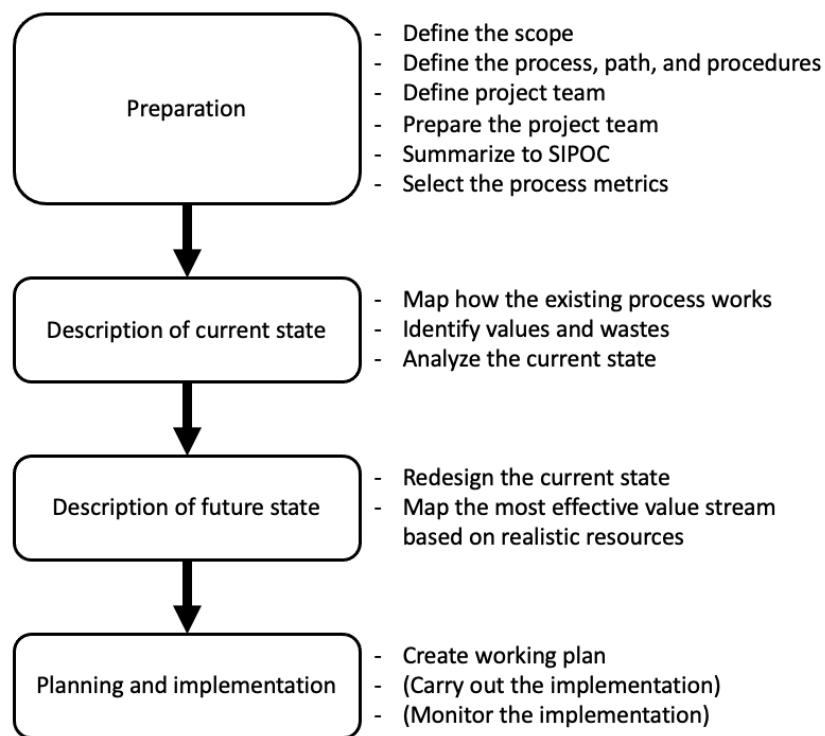 Preparation
- Define the scope
- Define the process, path, and procedures
- Define project team
- Prepare the project team
- Summarize to SIPOC
- Select the process metrics
Description of current state
- Map how the existing process works
- Identify values and wastes
- Analyze the current state
Description of future state
- Redesign the current state
- Map the most effective value stream
based on realistic resources
Planning and implementation
- Create working plan
- (Carry out the implementation)
- (Monitor the implementation)